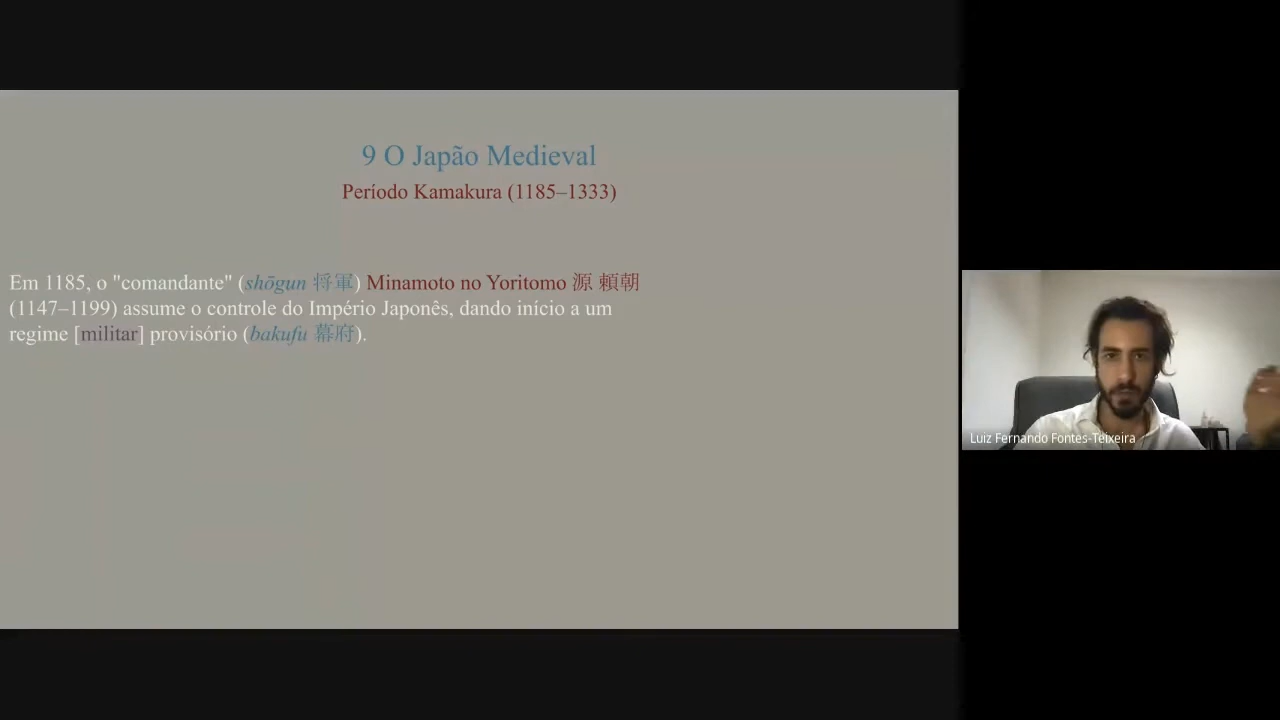 9 O Japão Medieval
Período Kamakura (1185–1333)
Em 1185, o "comandante" (shōgun 将軍) Minamoto no Yoritomo 源 頼朝
(1147–1199) assume o controle do Império Japonês, dando início a um
regime [militar] provisório (bakufu 幕府).
Luiz Fernando Fontes-Teixeira